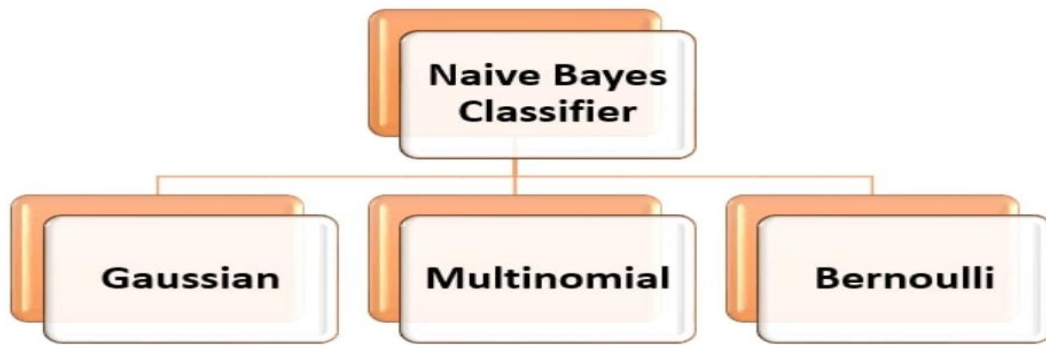 Naive Bayes
Classifier
Gaussian
Multinomial
Bernoulli